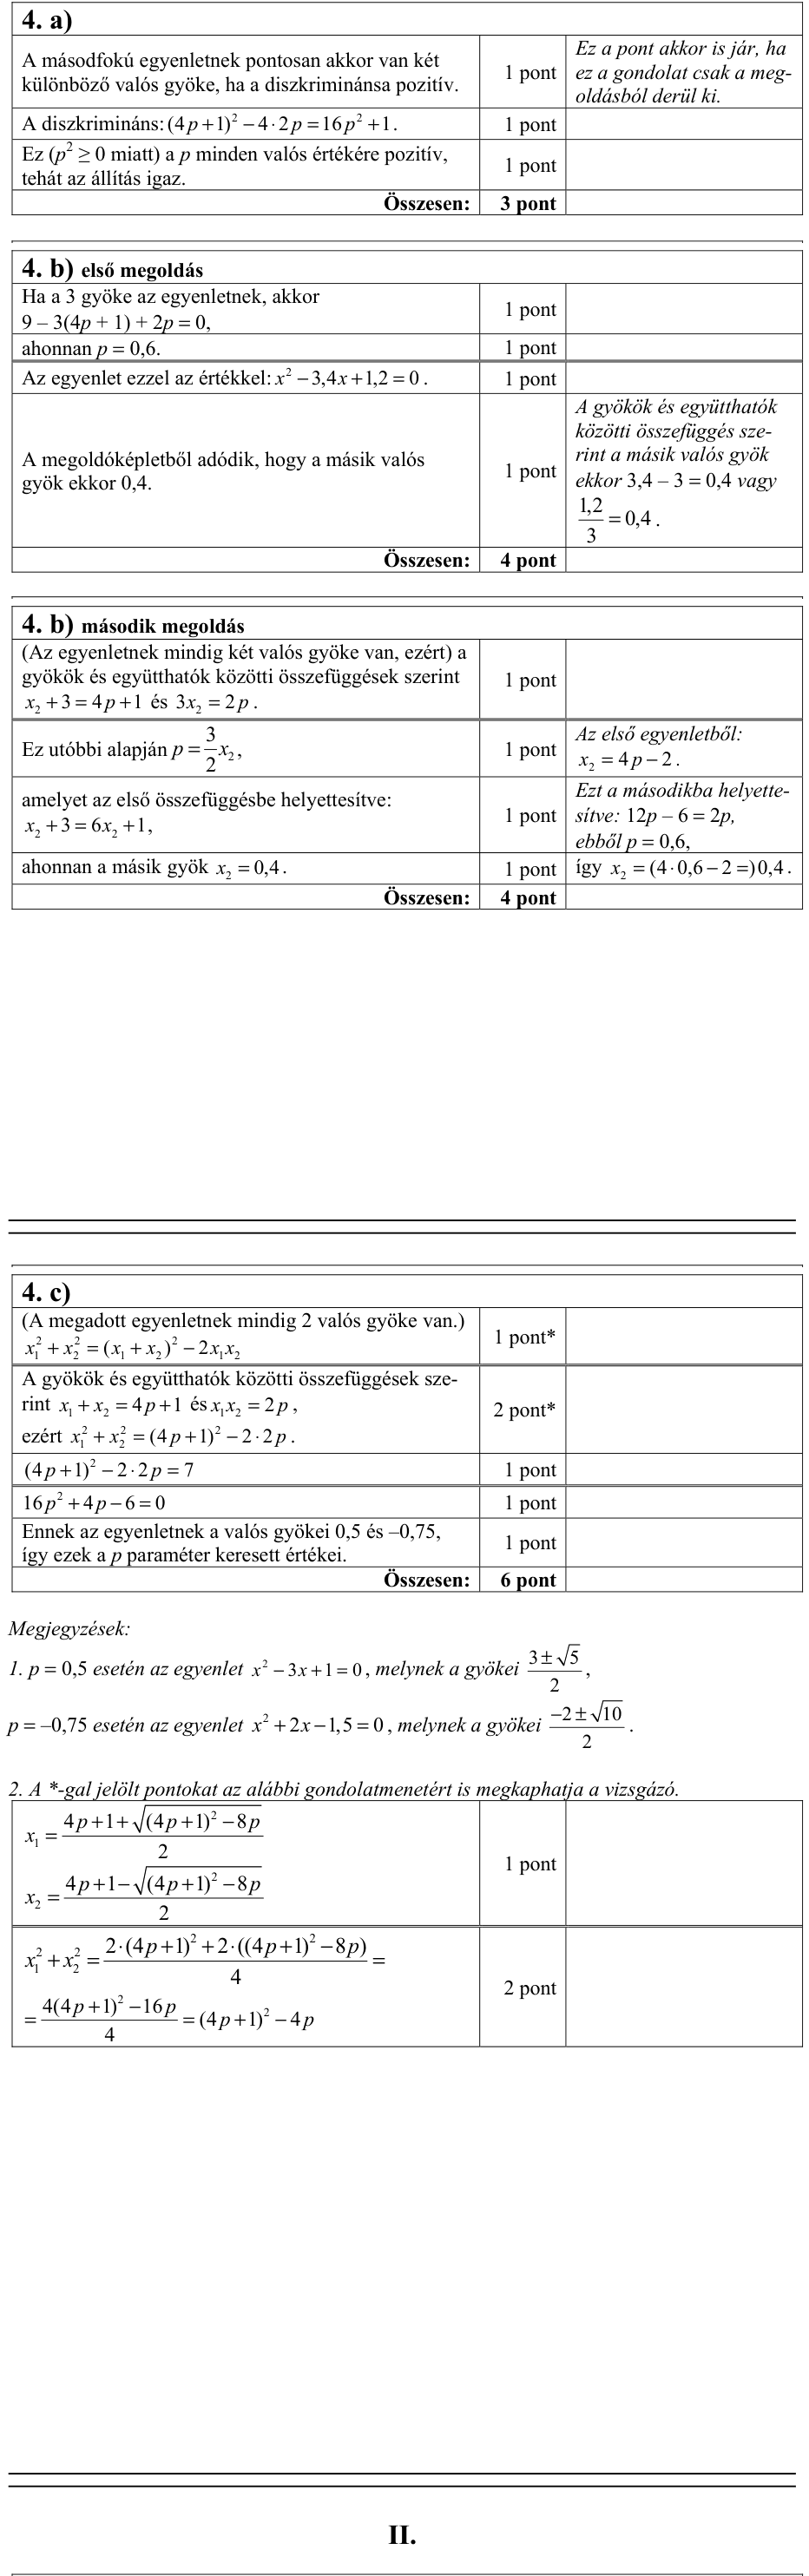 4. a)
A másodfokú egyenletnek pontosan akkor van két
különböző valós gyöke, ha a diszkriminánsa pozitív.
1 pont
Ez a pont akkor is jár, ha
ez a gondolat csak a meg-
oldásból derül ki.
A diszkrimináns: (4p+1)² − 4·2p = 16p² +1.
1 pont
Ez (p² ≥ 0 miatt) a p minden valós értékére pozitív,
tehát az állítás igaz.
1 pont
Összesen: 3 pont
4. b) első megoldás
Ha a 3 gyöke az egyenletnek, akkor
9 – 3(4p + 1) + 2p = 0,
1 pont
ahonnan p = 0,6.
1 pont
Az egyenlet ezzel az értékkel: x² − 3,4x + 1,2 = 0 .
1 pont
A megoldóképletből adódik, hogy a másik valós
gyök ekkor 0,4.
1 pont
A gyökök és együtthatók
közötti összefüggés sze-
rint a másik valós gyök
ekkor 3,4 – 3 = 0,4 vagy
1,2/3 = 0,4 .
Összesen: 4 pont
4. b) második megoldás
(Az egyenletnek mindig két valós gyöke van, ezért) a
gyökök és együtthatók közötti összefüggések szerint
x₂ + 3 = 4p + 1 és 3x₂ = 2p .
1 pont
Ez utóbbi alapján p = 3/2 x₂,
1 pont
Az első egyenletből:
x₂ = 4p − 2 .
amelyet az első összefüggésbe helyettesítve:
x₂ + 3 = 6x₂ + 1,
1 pont
Ezt a másodikba helyette-
sítve: 12p – 6 = 2p,
ebből p = 0,6,
ahonnan a másik gyök x₂ = 0,4 .
1 pont
így x₂ = (4·0,6 − 2 =) 0,4 .
Összesen: 4 pont
4. c)
(A megadott egyenletnek mindig 2 valós gyöke van.)
x₁² + x₂² = (x₁ + x₂)² − 2x₁x₂
1 pont*
A gyökök és együtthatók közötti összefüggések sze-
rint x₁ + x₂ = 4p + 1 és x₁x₂ = 2p ,
ezért x₁² + x₂² = (4p + 1)² − 2·2p .
2 pont*
(4p + 1)² − 2·2p = 7
1 pont
16p² + 4p − 6 = 0
1 pont
Ennek az egyenletnek a valós gyökei 0,5 és –0,75,
így ezek a p paraméter keresett értékei.
1 pont
Összesen: 6 pont
Megjegyzések:
1. p = 0,5 esetén az egyenlet x² − 3x + 1 = 0 , melynek a gyökei (3 ± √5)/2 ,
p = –0,75 esetén az egyenlet x² + 2x − 1,5 = 0 , melynek a gyökei (−2 ± √10)/2 .
2. A *-gal jelölt pontokat az alábbi gondolatmenetért is megkaphatja a vizsgázó.
x₁ = (4p + 1 + √((4p + 1)² − 8p))/2
x₂ = (4p + 1 − √((4p + 1)² − 8p))/2
1 pont
x₁² + x₂² = (2·(4p + 1)² + 2·((4p + 1)² − 8p))/4 =
= (4(4p + 1)² − 16p)/4 = (4p + 1)² − 4p
2 pont
II.